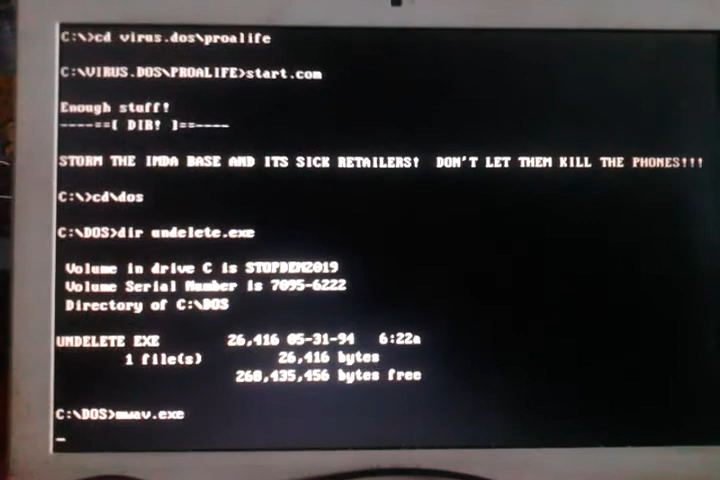 C:\>cd virus.dos\proalife
C:\VIRUS.DOS\PROALIFE>start.com
Enough stuff!
----==[ DIE! ]==----
STORM THE IMDA BASE AND ITS SICK RETAILERS! DON'T LET THEM KILL THE PHONES!!!
C:\>cd\dos
C:\DOS>dir undelete.exe
Volume in drive C is STOPDEM2019
Volume Serial Number is 7095-6222
Directory of C:\DOS
UNDELETE EXE 26,416 05-31-94 6:22a
1 file(s) 26,416 bytes
268,435,456 bytes free
C:\DOS>mwav.exe